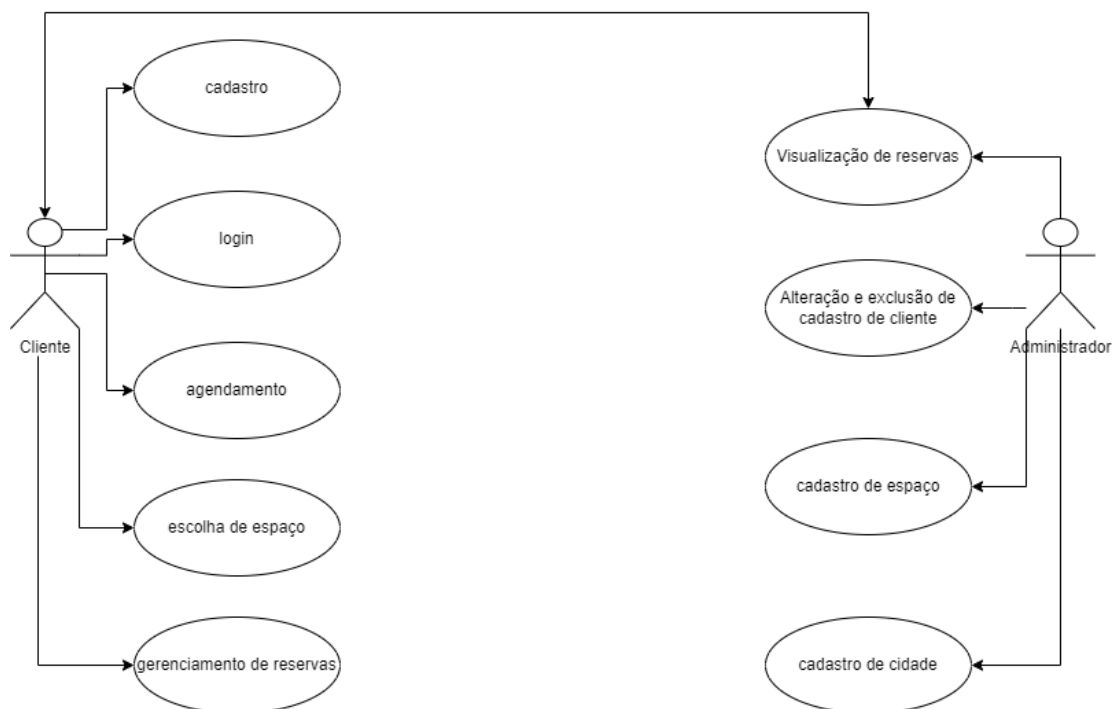 cadastro
Visualização de reservas
login
Alteração e exclusão de
cadastro de cliente
Cliente
Administrador
agendamento
cadastro de espaço
escolha de espaço
gerenciamento de reservas
cadastro de cidade